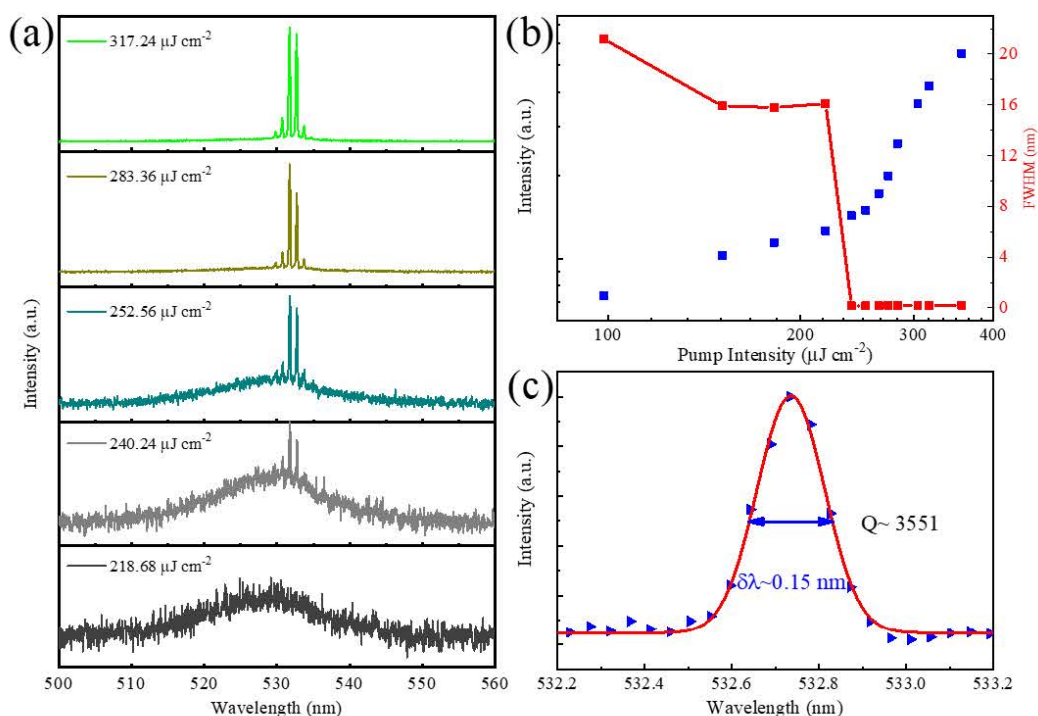 (a)
317.24 μJ cm-2
283.36 μJ cm-2
252.56 μJ cm-2
240.24 μJ cm-2
218.68 μJ cm-2
Intensity (a.u.)
500 510 520 530 540 550 560
Wavelength (nm)
(b)
Intensity (a.u.)
20
16
12
8
4
0
FWHM (nm)
100 200 300 400
Pump Intensity (μJ cm-2)
(c)
Intensity (a.u.)
Q~ 3551
δλ~0.15 nm
532.2 532.4 532.6 532.8 533.0 533.2
Wavelength (nm)